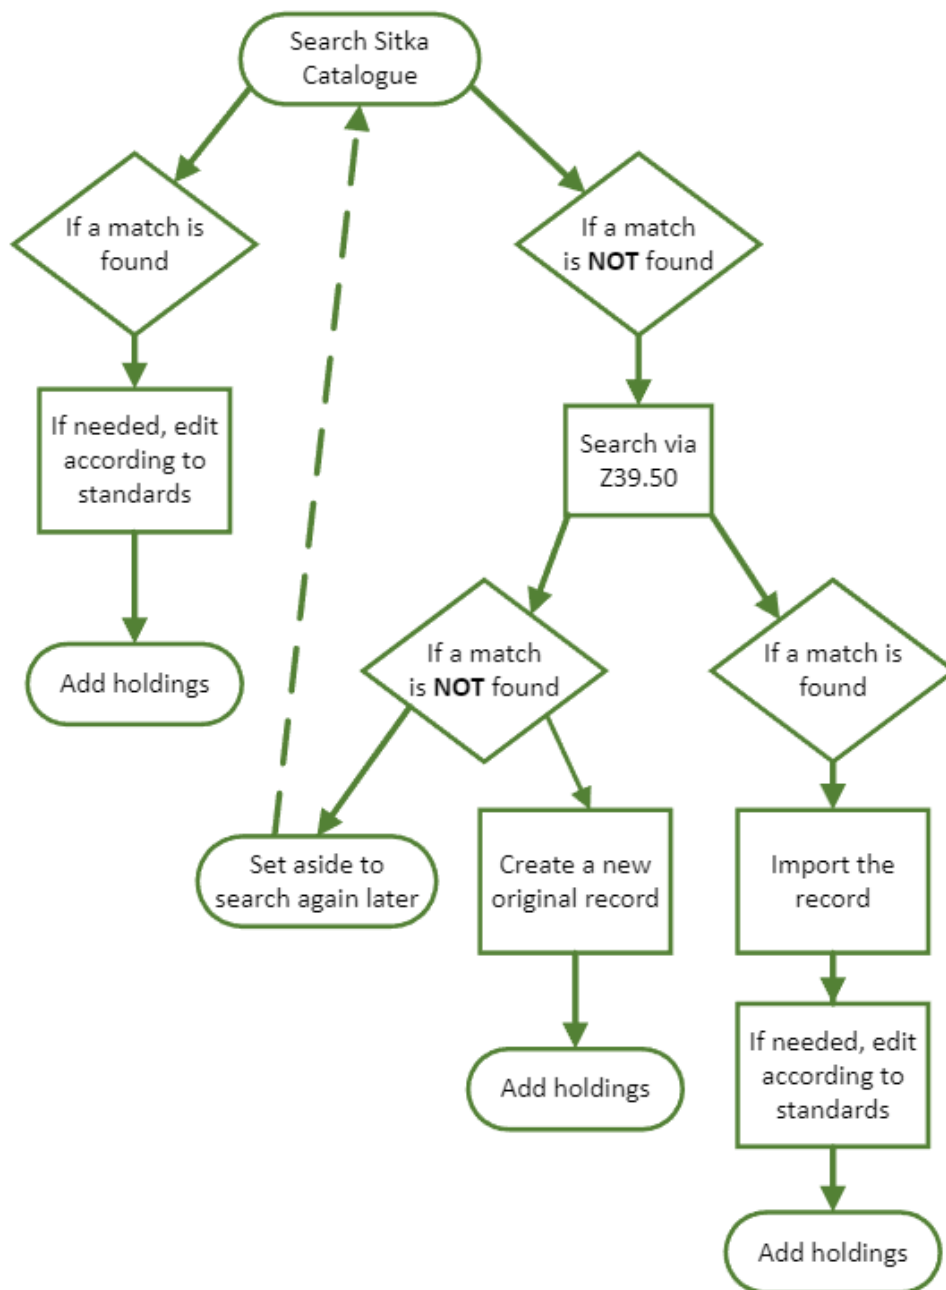 Search Sitka
Catalogue
If a match is
found
If a match
is NOT found
If needed, edit
according to
standards
Search via
Z39.50
Add holdings
If a match
is NOT found
If a match is
found
Set aside to
search again later
Create a new
original record
Import the
record
If needed, edit
according to
standards
Add holdings
Add holdings